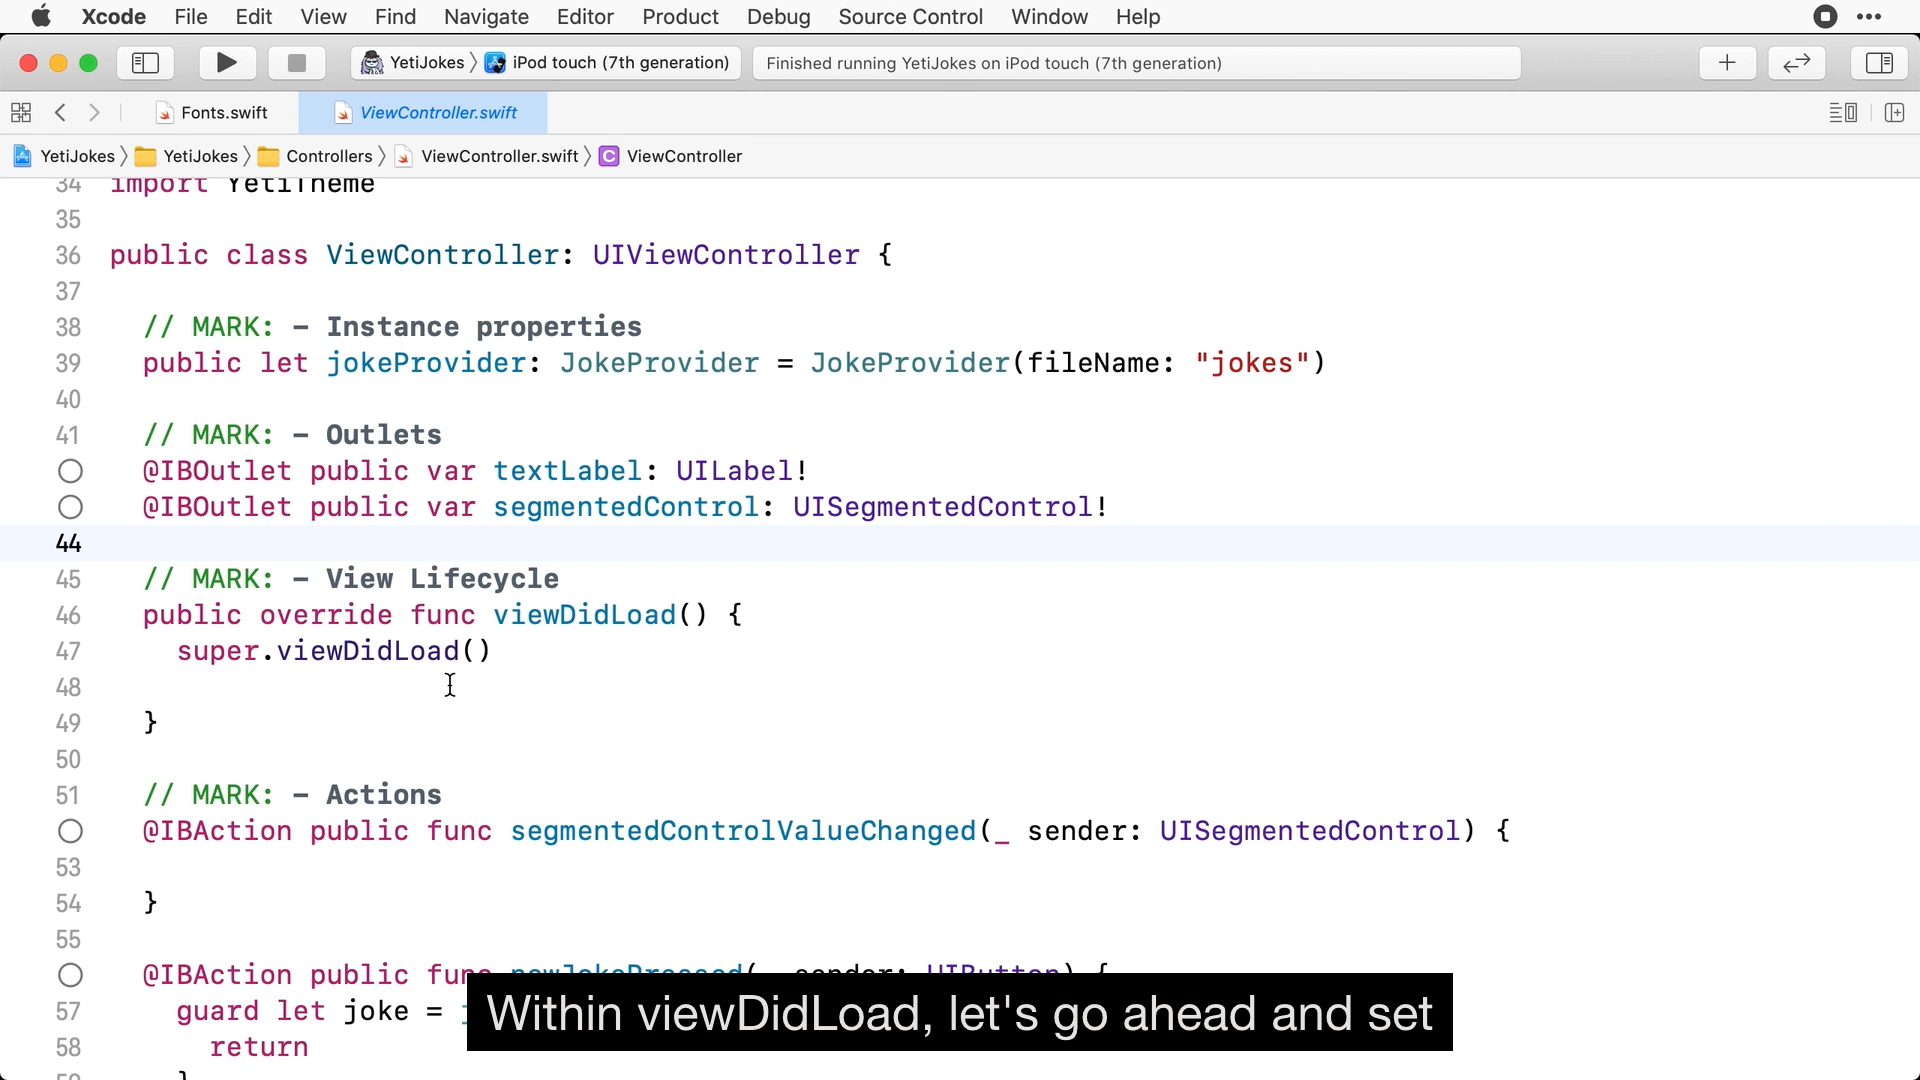 Xcode File Edit View Find Navigate Editor Product Debug Source Control Window Help
YetiJokes iPod touch (7th generation) Finished running YetiJokes on iPod touch (7th generation)
Fonts.swift ViewController.swift
YetiJokes YetiJokes Controllers ViewController.swift C ViewController
34 import YetiTheme
35
36 public class ViewController: UIViewController {
37
38 // MARK: – Instance properties
39 public let jokeProvider: JokeProvider = JokeProvider(fileName: "jokes")
40
41 // MARK: – Outlets
@IBOutlet public var textLabel: UILabel!
@IBOutlet public var segmentedControl: UISegmentedControl!
44
45 // MARK: – View Lifecycle
46 public override func viewDidLoad() {
47 super.viewDidLoad()
48
49 }
50
51 // MARK: – Actions
@IBAction public func segmentedControlValueChanged(_ sender: UISegmentedControl) {
53
54 }
55
@IBAction public func newJokePressed(_ sender: UIButton) {
57 guard let joke =
58 return
Within viewDidLoad, let's go ahead and set